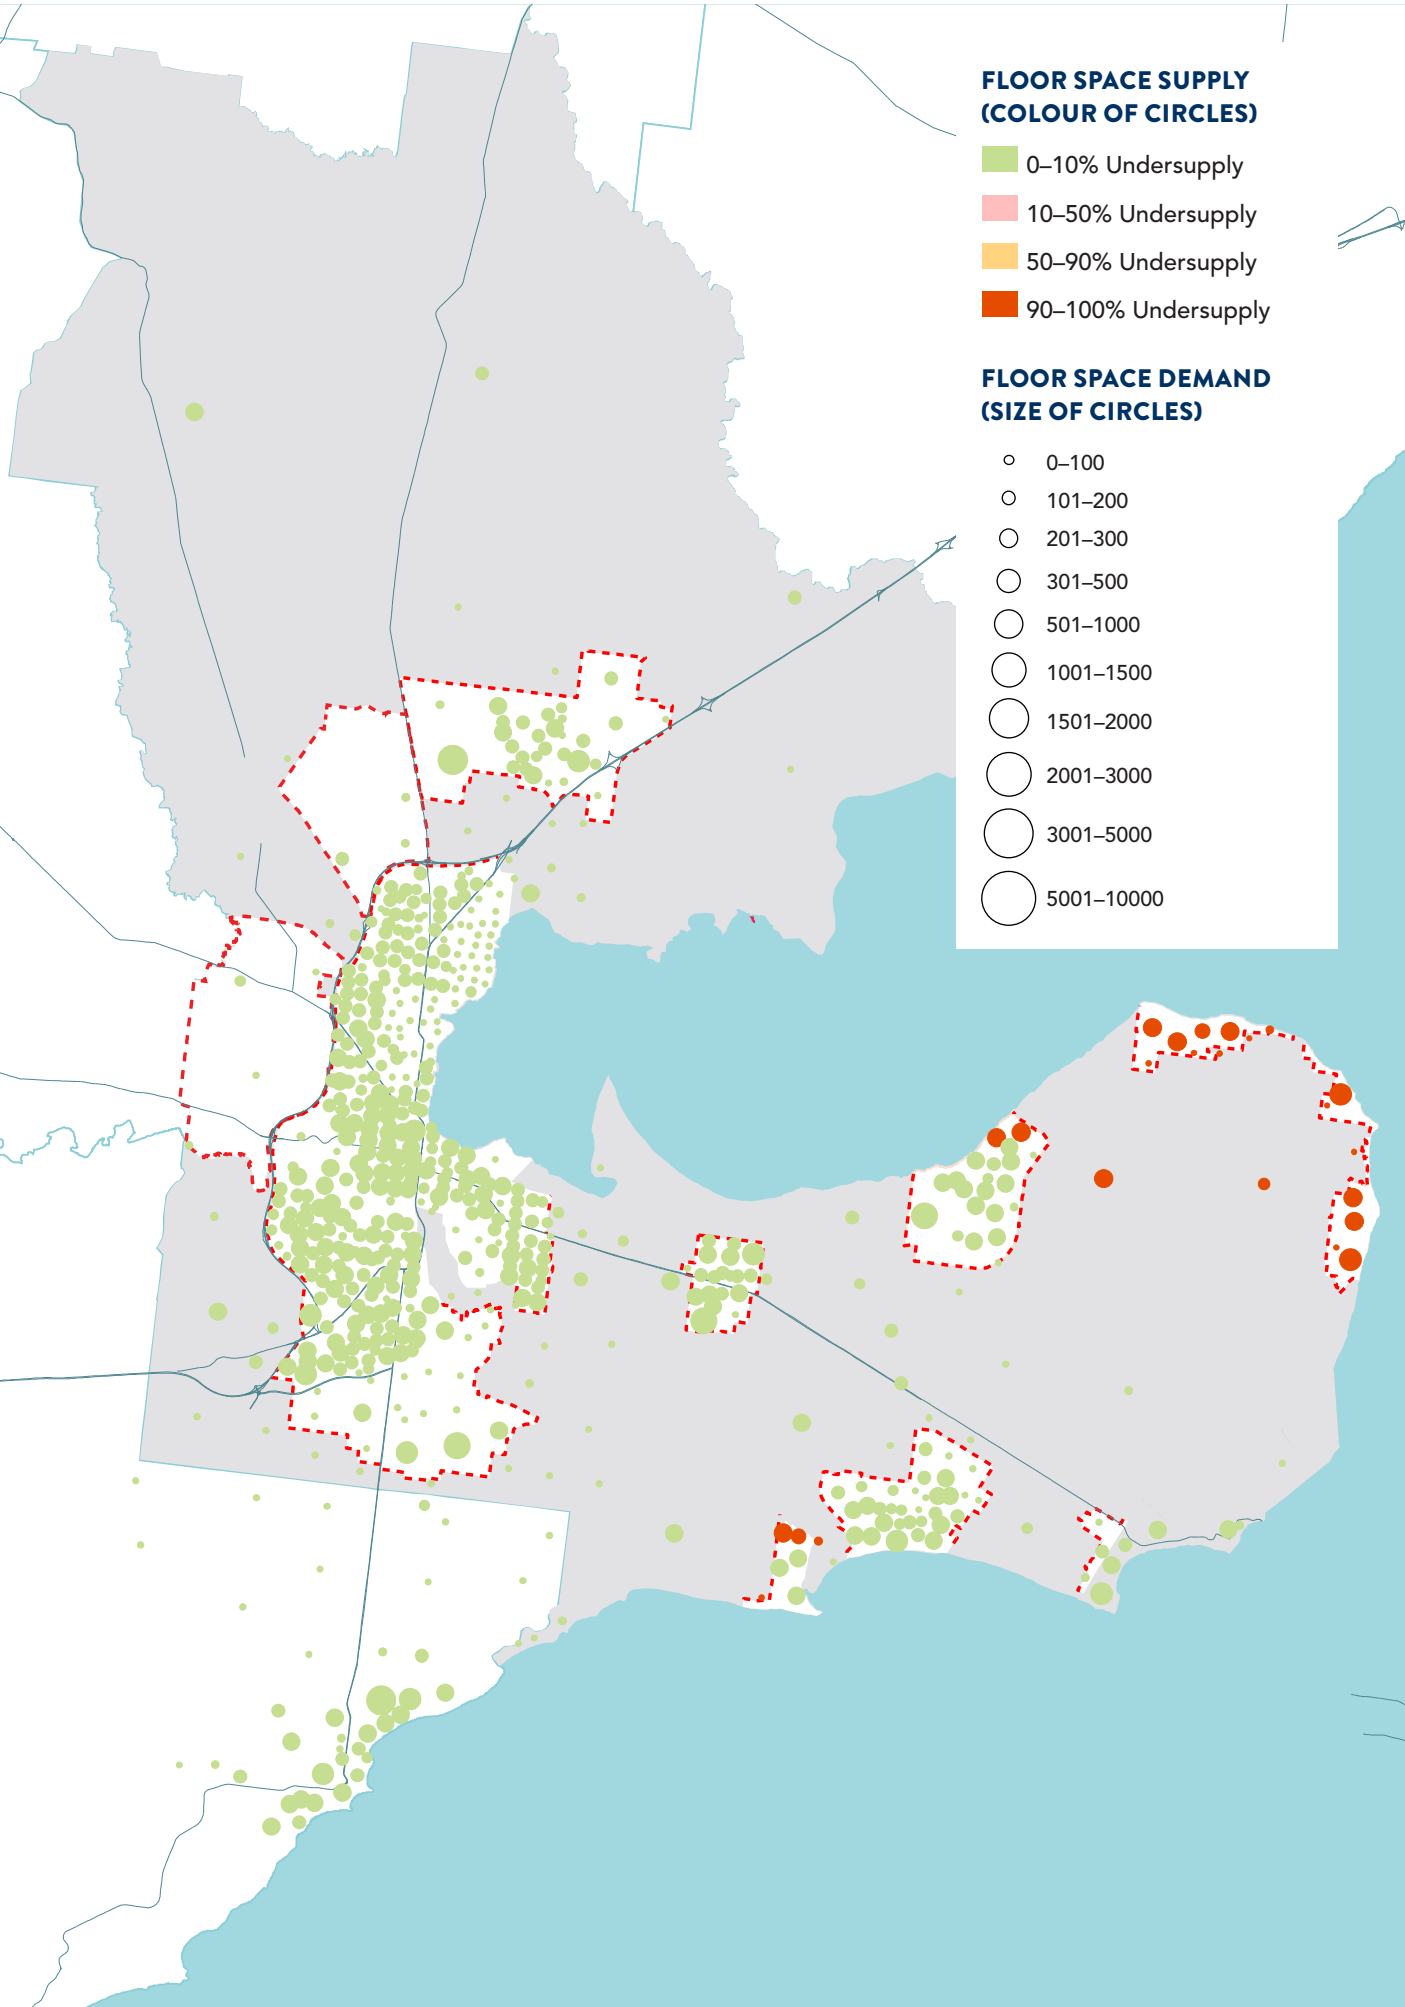 FLOOR SPACE SUPPLY
(COLOUR OF CIRCLES)
0–10% Undersupply
10–50% Undersupply
50–90% Undersupply
90–100% Undersupply
FLOOR SPACE DEMAND
(SIZE OF CIRCLES)
0–100
101–200
201–300
301–500
501–1000
1001–1500
1501–2000
2001–3000
3001–5000
5001–10000